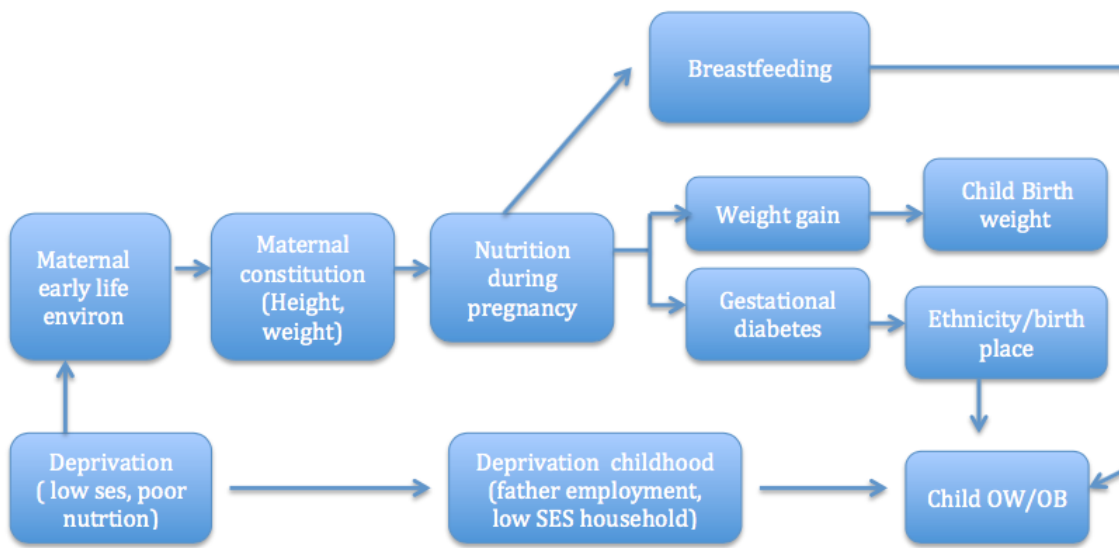 Breastfeeding
Weight gain
Child Birth
weight
Maternal
early life
environ
Maternal
constitution
(Height,
weight)
Nutrition
during
pregnancy
Gestational
diabetes
Ethnicity/birth
place
Deprivation
( low ses, poor
nutrtion)
Deprivation childhood
(father employment,
low SES household)
Child OW/OB